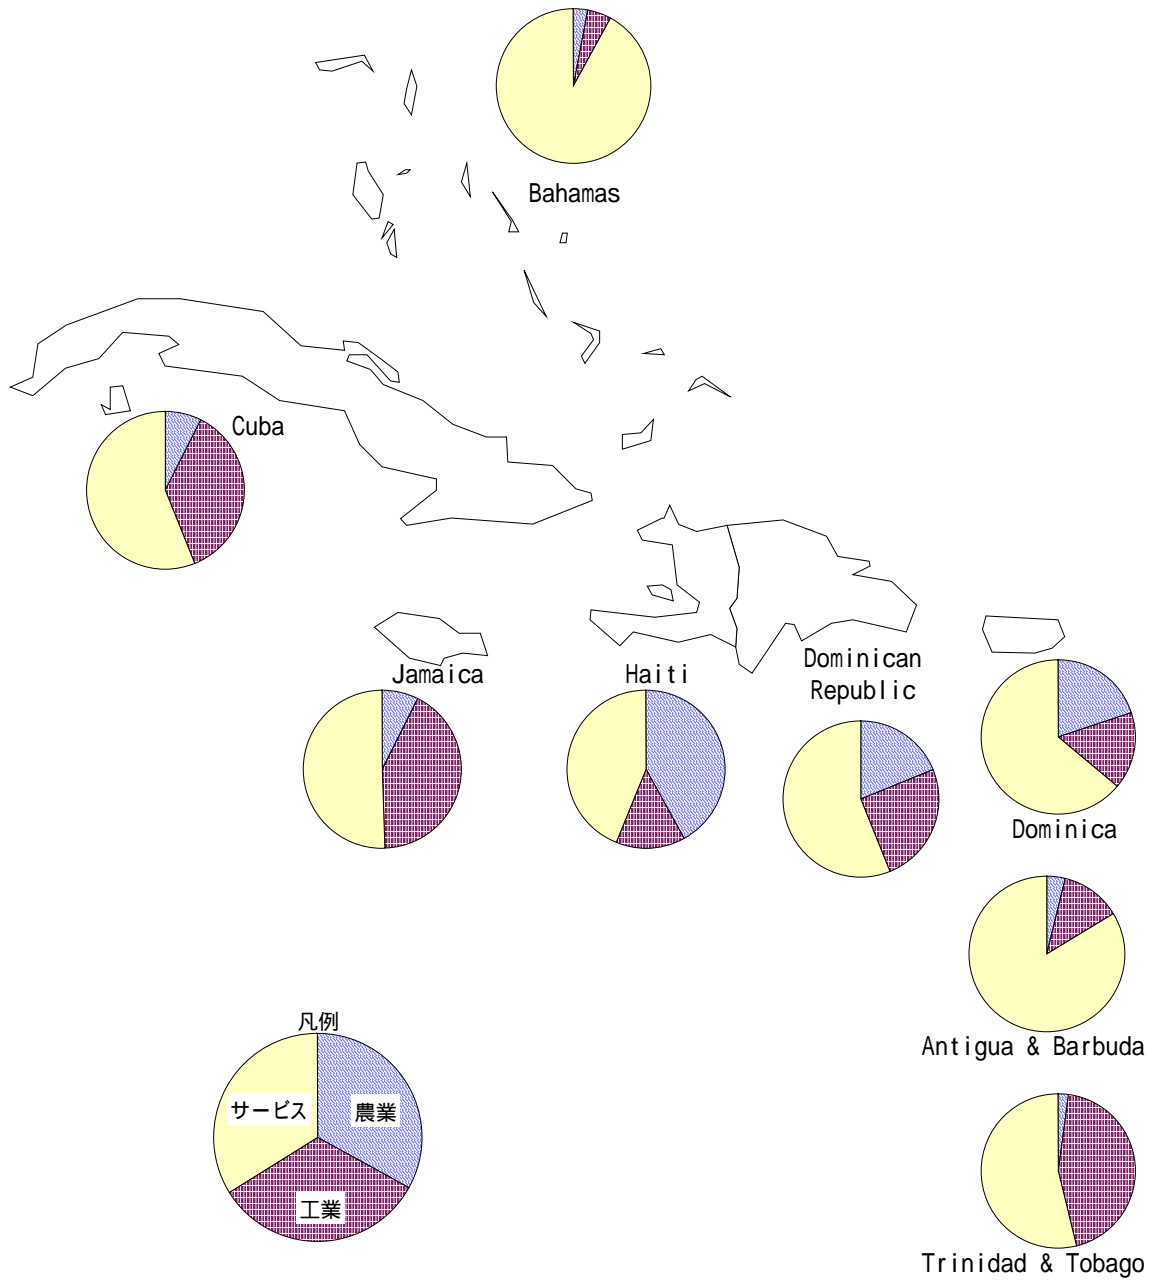 Bahamas
Cuba
Jamaica
Haiti
Dominican
Republic
Dominica
Antigua & Barbuda
凡例
サービス
農業
工業
Trinidad & Tobago